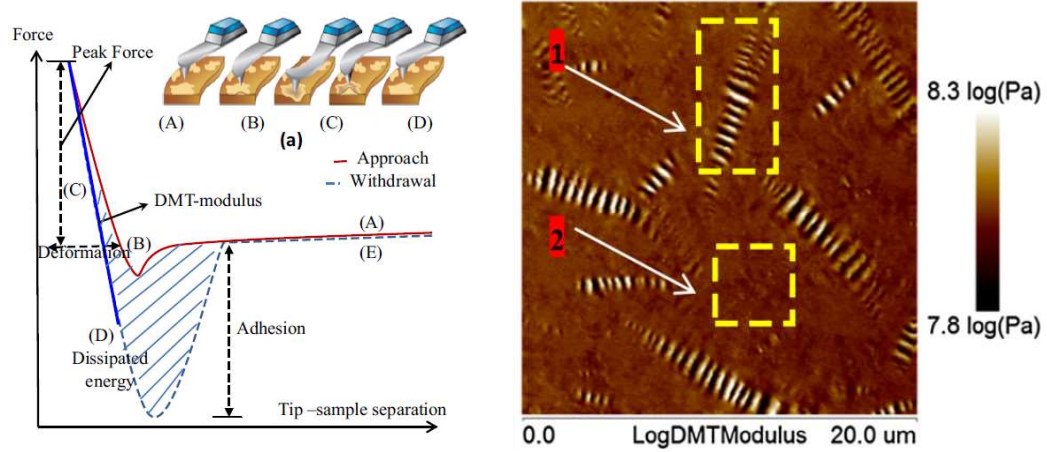 Force
Peak Force
(A)
(B)
(C)
(D)
(a)
Approach
Withdrawal
(C)
DMT-modulus
(A)
(B)
Deformation
(E)
(D)
Adhesion
Dissipated
energy
Tip –sample separation
1
2
8.3 log(Pa)
7.8 log(Pa)
0.0
LogDMTModulus
20.0 um